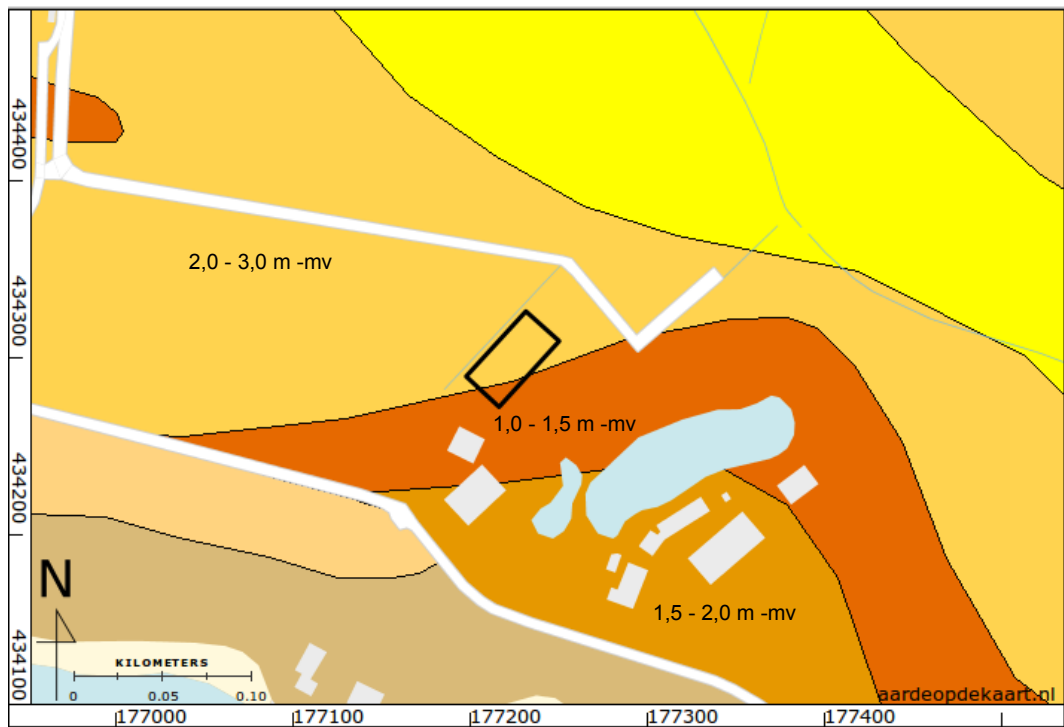 434400
2,0 - 3,0 m -mv
434300
1,0 - 1,5 m -mv
434200
N
1,5 - 2,0 m -mv
434100
KILOMETERS
0 0.05 0.10
aardeopdekaart.nl
177000 177100 177200 177300 177400